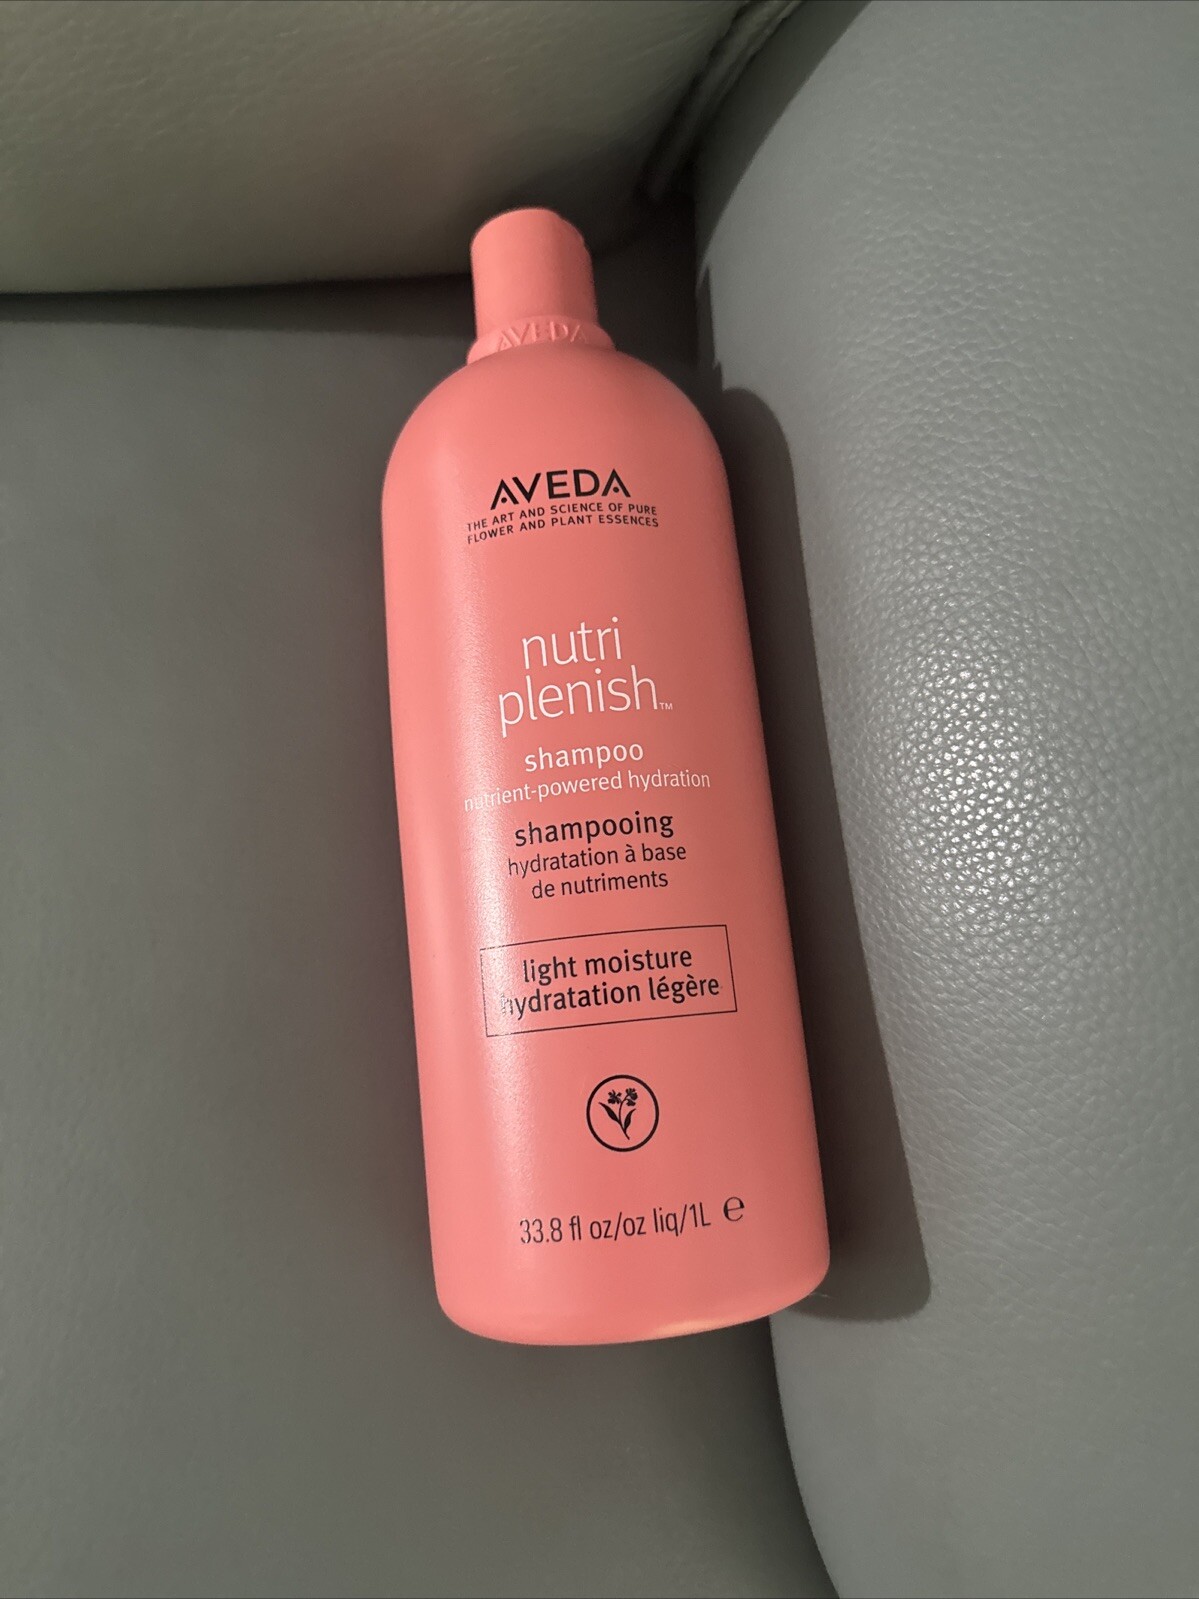 AVEDA
AVEDA
THE ART AND SCIENCE OF PURE
FLOWER AND PLANT ESSENCES
nutri
plenish™
shampoo
nutrient-powered hydration
shampooing
hydratation à base
de nutriments
light moisture
hydratation légère
33.8 fl oz/oz liq/1L ℮